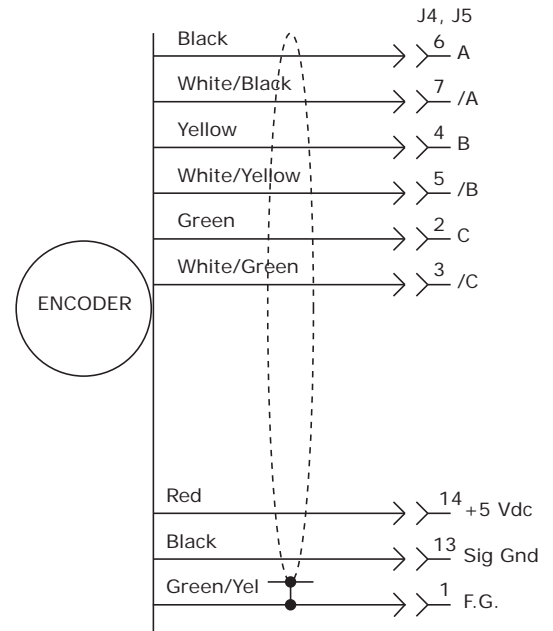 J4, J5
Black 6 A
White/Black 7 /A
Yellow 4 B
White/Yellow 5 /B
Green 2 C
White/Green 3 /C
ENCODER
Red 14 +5 Vdc
Black 13 Sig Gnd
Green/Yel 1 F.G.